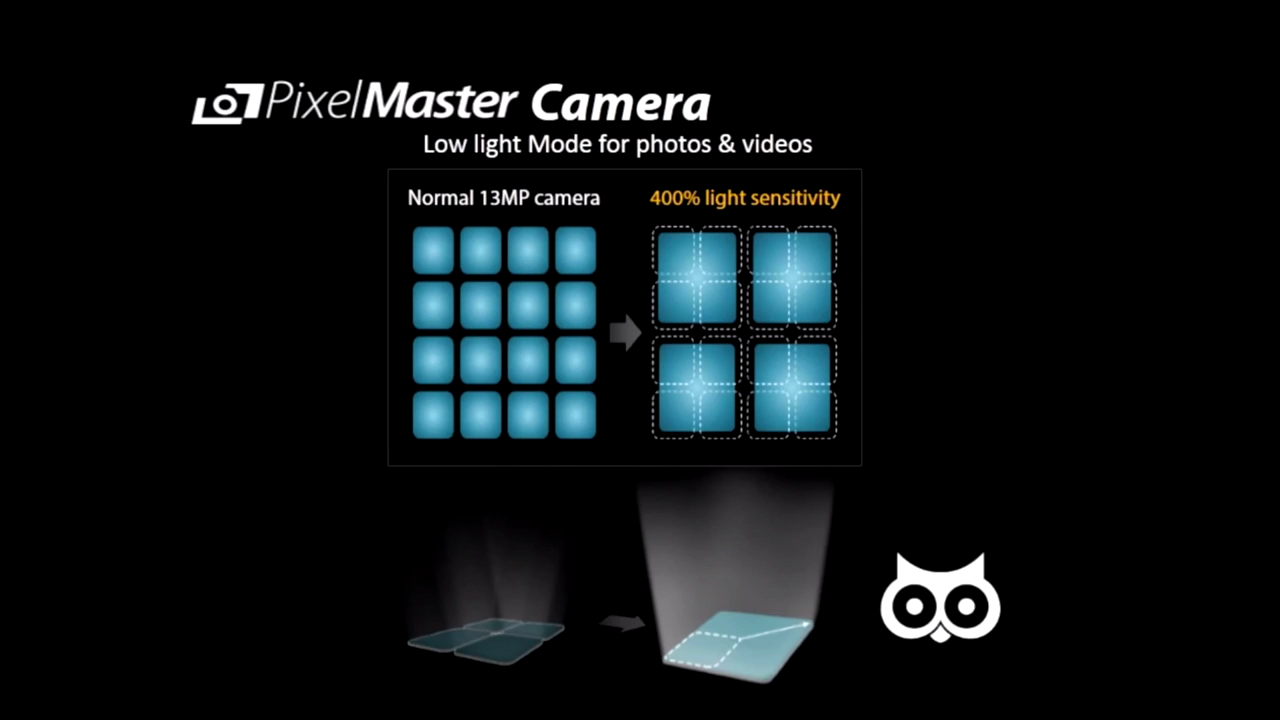 PixelMaster Camera
Low light Mode for photos & videos
Normal 13MP camera
400% light sensitivity